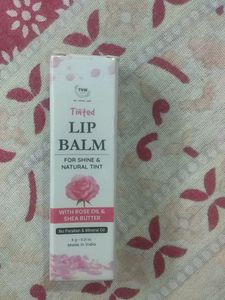 TNW
Tinted
LIP
BALM
FOR SHINE &
NATURAL TINT
WITH ROSE OIL &
SHEA BUTTER
No Paraben & Mineral Oil
Made in India